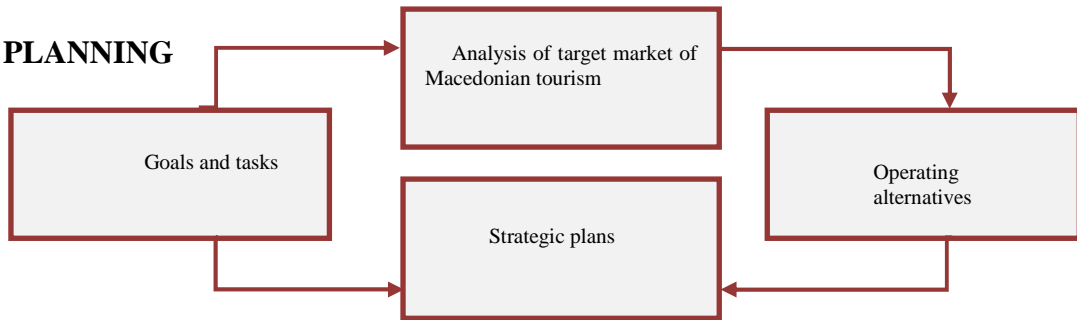 PLANNING
Analysis of target market of
Macedonian tourism
Goals and tasks
Operating
alternatives
Strategic plans